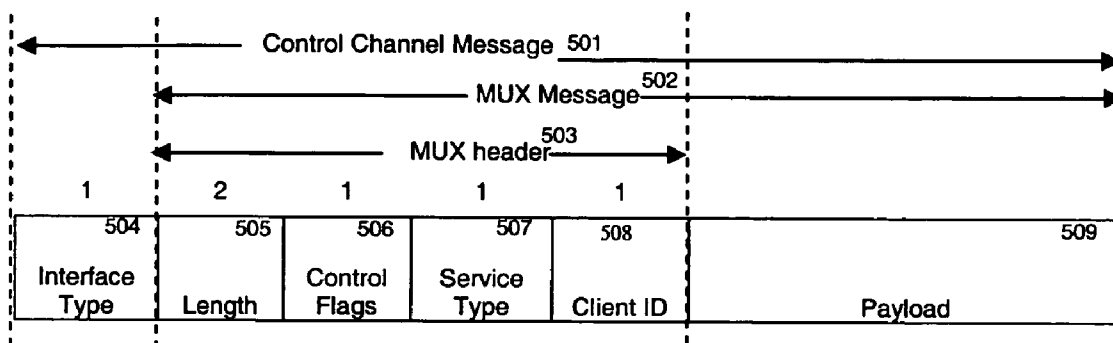 Control Channel Message 501
MUX Message 502
MUX header 503
1 2 1 1 1
504 505 506 507 508 509
Interface Type Length Control Flags Service Type Client ID Payload